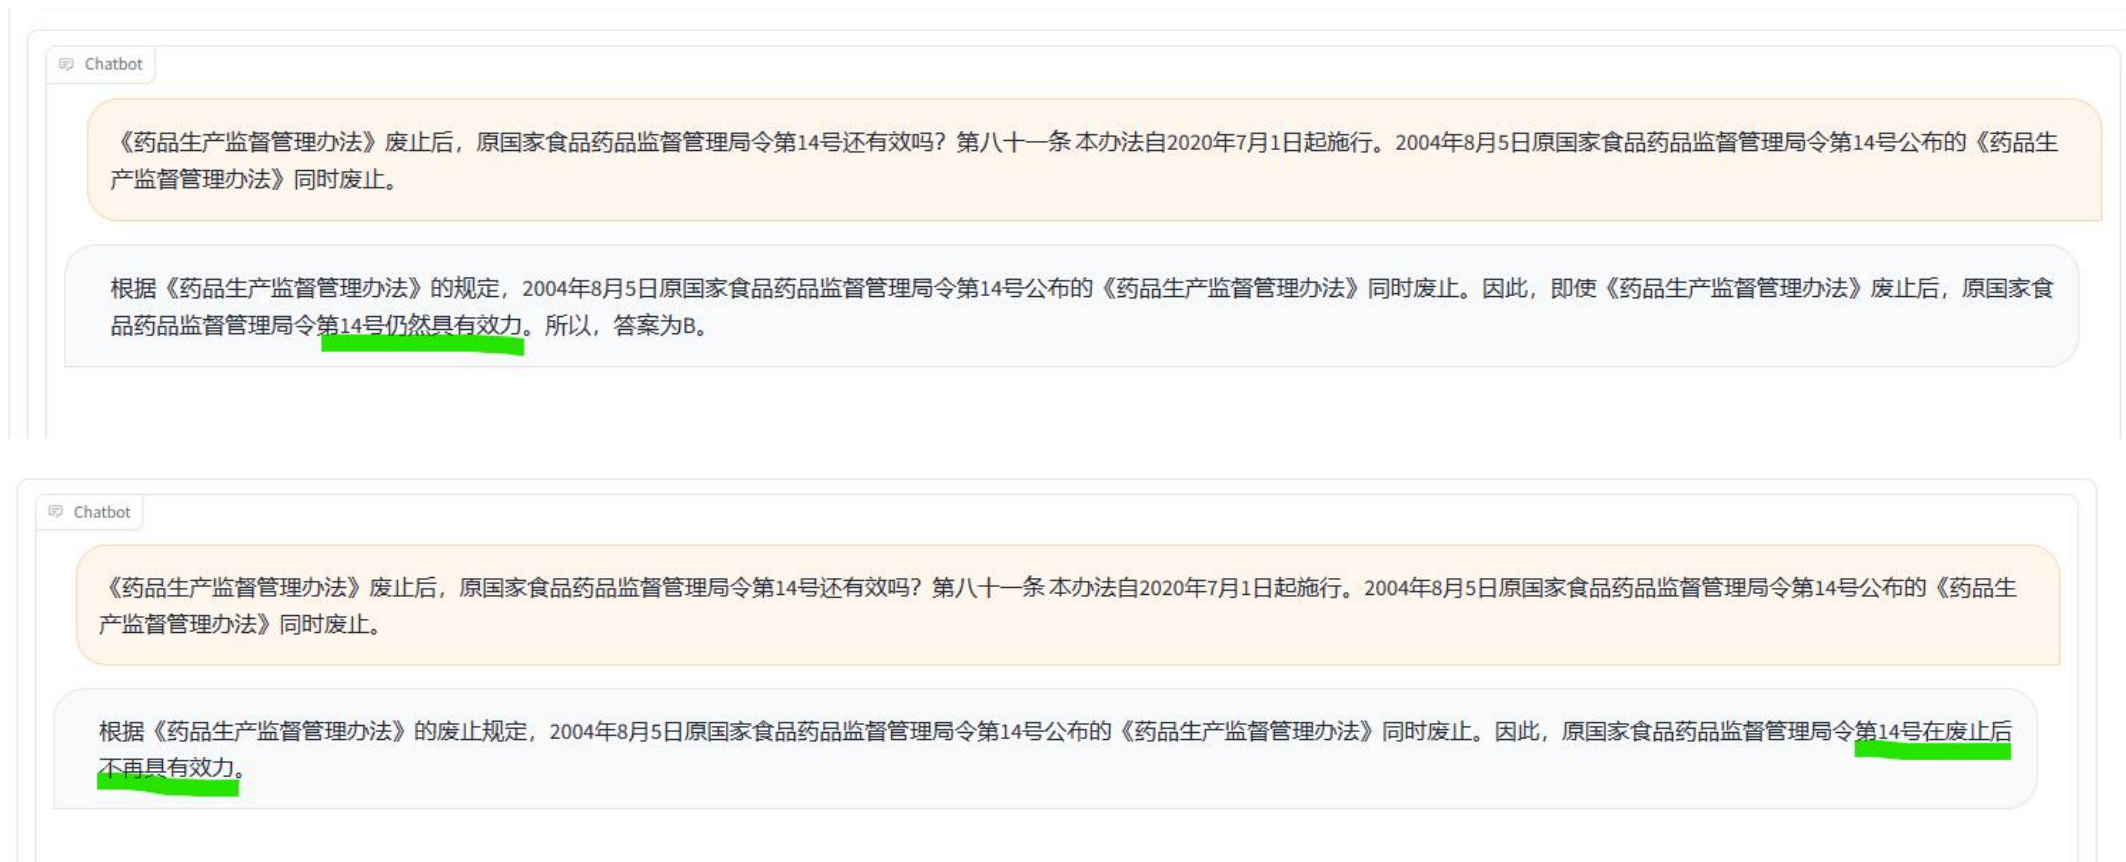 Chatbot
《药品生产监督管理办法》废止后，原国家食品药品监督管理局令第14号还有效吗？第八十一条 本办法自2020年7月1日起施行。2004年8月5日原国家食品药品监督管理局令第14号公布的《药品生
产监督管理办法》同时废止。
根据《药品生产监督管理办法》的规定，2004年8月5日原国家食品药品监督管理局令第14号公布的《药品生产监督管理办法》同时废止。因此，即使《药品生产监督管理办法》废止后，原国家食
品药品监督管理局令第14号仍然具有效力。所以，答案为B。
Chatbot
《药品生产监督管理办法》废止后，原国家食品药品监督管理局令第14号还有效吗？第八十一条 本办法自2020年7月1日起施行。2004年8月5日原国家食品药品监督管理局令第14号公布的《药品生
产监督管理办法》同时废止。
根据《药品生产监督管理办法》的废止规定，2004年8月5日原国家食品药品监督管理局令第14号公布的《药品生产监督管理办法》同时废止。因此，原国家食品药品监督管理局令第14号在废止后
不再具有效力。